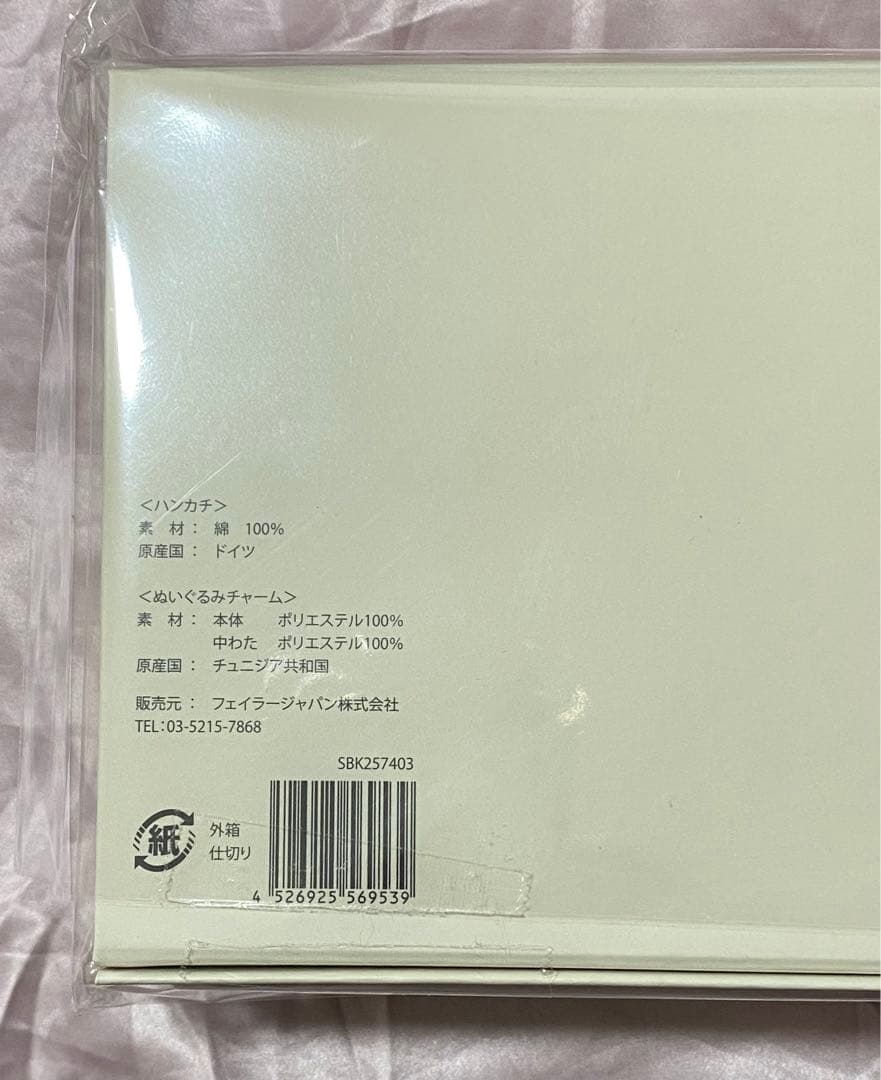 ＜ハンカチ＞
素　材：　綿　100%
原産国：　ドイツ
＜ぬいぐるみチャーム＞
素　材：　本体　　ポリエステル100%
中わた　ポリエステル100%
原産国：　チュニジア共和国
販売元：　フェイラージャパン株式会社
TEL：03-5215-7868
SBK257403
紙
外箱
仕切り
4 526925 569539